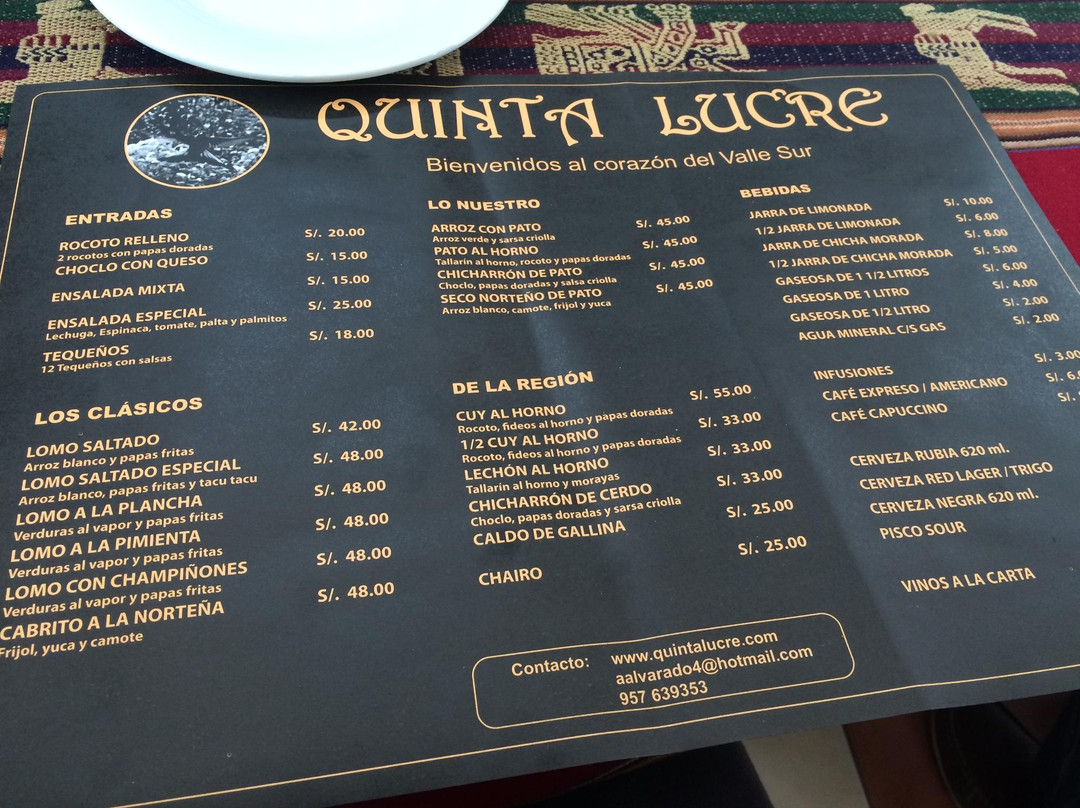 QUINTA LUCRE
Bienvenidos al corazón del Valle Sur
ENTRADAS
ROCOTO RELLENO S/. 20.00
2 rocotos con papas doradas
CHOCLO CON QUESO S/. 15.00
ENSALADA MIXTA S/. 15.00
ENSALADA ESPECIAL S/. 25.00
Lechuga, Espinaca, tomate, palta y palmitos
TEQUEÑOS S/. 18.00
12 Tequeños con salsas
LOS CLÁSICOS
LOMO SALTADO S/. 42.00
Arroz blanco y papas fritas
LOMO SALTADO ESPECIAL S/. 48.00
Arroz blanco, papas fritas y tacu tacu
LOMO A LA PLANCHA S/. 48.00
Verduras al vapor y papas fritas
LOMO A LA PIMIENTA S/. 48.00
Verduras al vapor y papas fritas
LOMO CON CHAMPIÑONES S/. 48.00
Verduras al vapor y papas fritas
CABRITO A LA NORTEÑA S/. 48.00
Frijol, yuca y camote
LO NUESTRO
ARROZ CON PATO S/. 45.00
Arroz verde y sarsa criolla
PATO AL HORNO S/. 45.00
Tallarin al horno, rocoto y papas doradas
CHICHARRÓN DE PATO S/. 45.00
Choclo, papas doradas y salsa criolla
SECO NORTEÑO DE PATO S/. 45.00
Arroz blanco, camote, frijol y yuca
DE LA REGIÓN
CUY AL HORNO S/. 55.00
Rocoto, fideos al horno y papas doradas
1/2 CUY AL HORNO S/. 33.00
Rocoto, fideos al horno y papas doradas
LECHÓN AL HORNO S/. 33.00
Tallarin al horno y morayas
CHICHARRÓN DE CERDO S/. 33.00
Choclo, papas doradas y sarsa criolla
CALDO DE GALLINA S/. 25.00
CHAIRO S/. 25.00
BEBIDAS
JARRA DE LIMONADA S/. 10.00
1/2 JARRA DE LIMONADA S/. 6.00
JARRA DE CHICHA MORADA S/. 8.00
1/2 JARRA DE CHICHA MORADA S/. 5.00
GASEOSA DE 1 1/2 LITROS S/. 6.00
GASEOSA DE 1 LITRO S/. 4.00
GASEOSA DE 1/2 LITRO S/. 2.00
AGUA MINERAL C/S GAS S/. 2.00
INFUSIONES S/. 3.00
CAFÉ EXPRESO / AMERICANO S/.
CAFÉ CAPUCCINO S/.
CERVEZA RUBIA 620 ml.
CERVEZA RED LAGER / TRIGO
CERVEZA NEGRA 620 ml.
PISCO SOUR
VINOS A LA CARTA
Contacto: www.quintalucre.com
aalvarado4@hotmail.com
957 639353